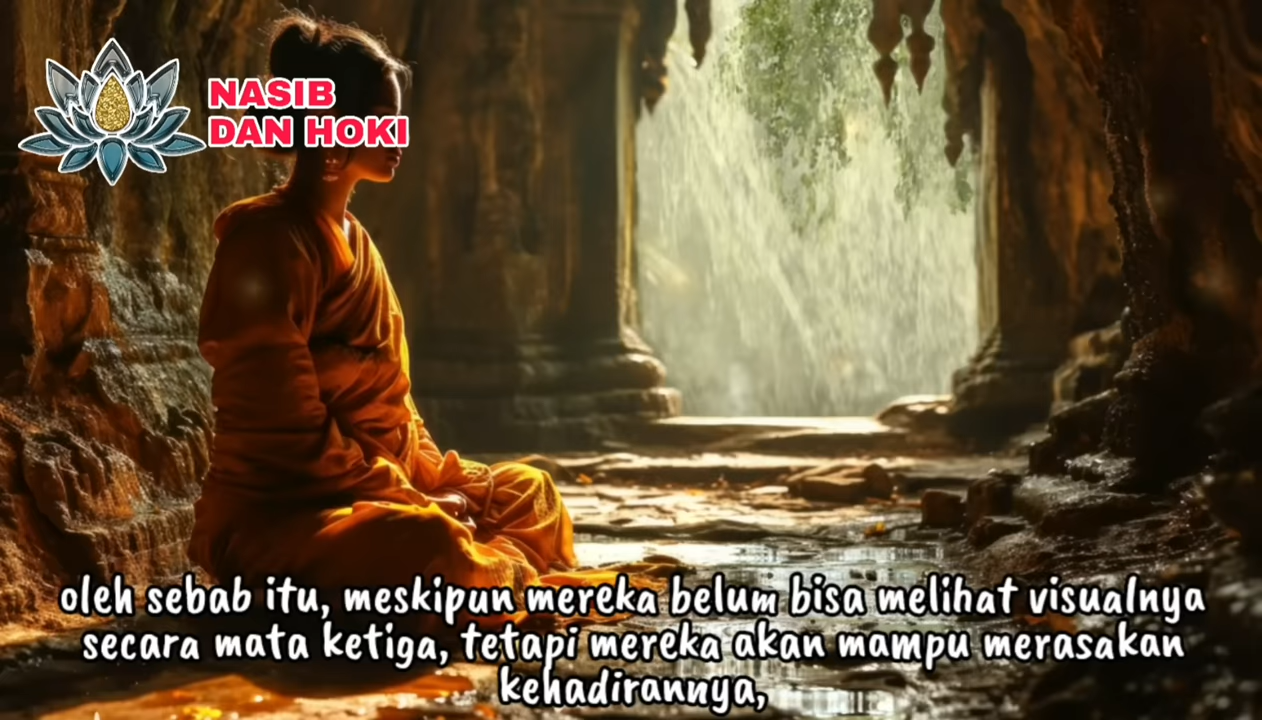 NASIB
DAN HOKI
oleh sebab itu, meskipun mereka belum bisa melihat visualnya
secara mata ketiga, tetapi mereka akan mampu merasakan
kehadirannya,